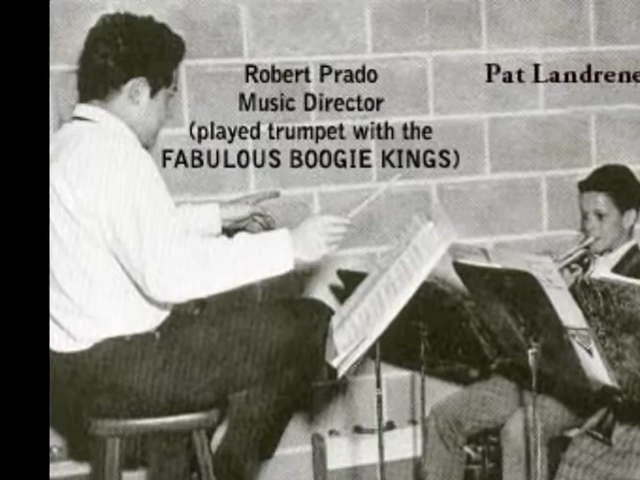 Robert Prado
Music Director
(played trumpet with the
FABULOUS BOOGIE KINGS)
Pat Landrene